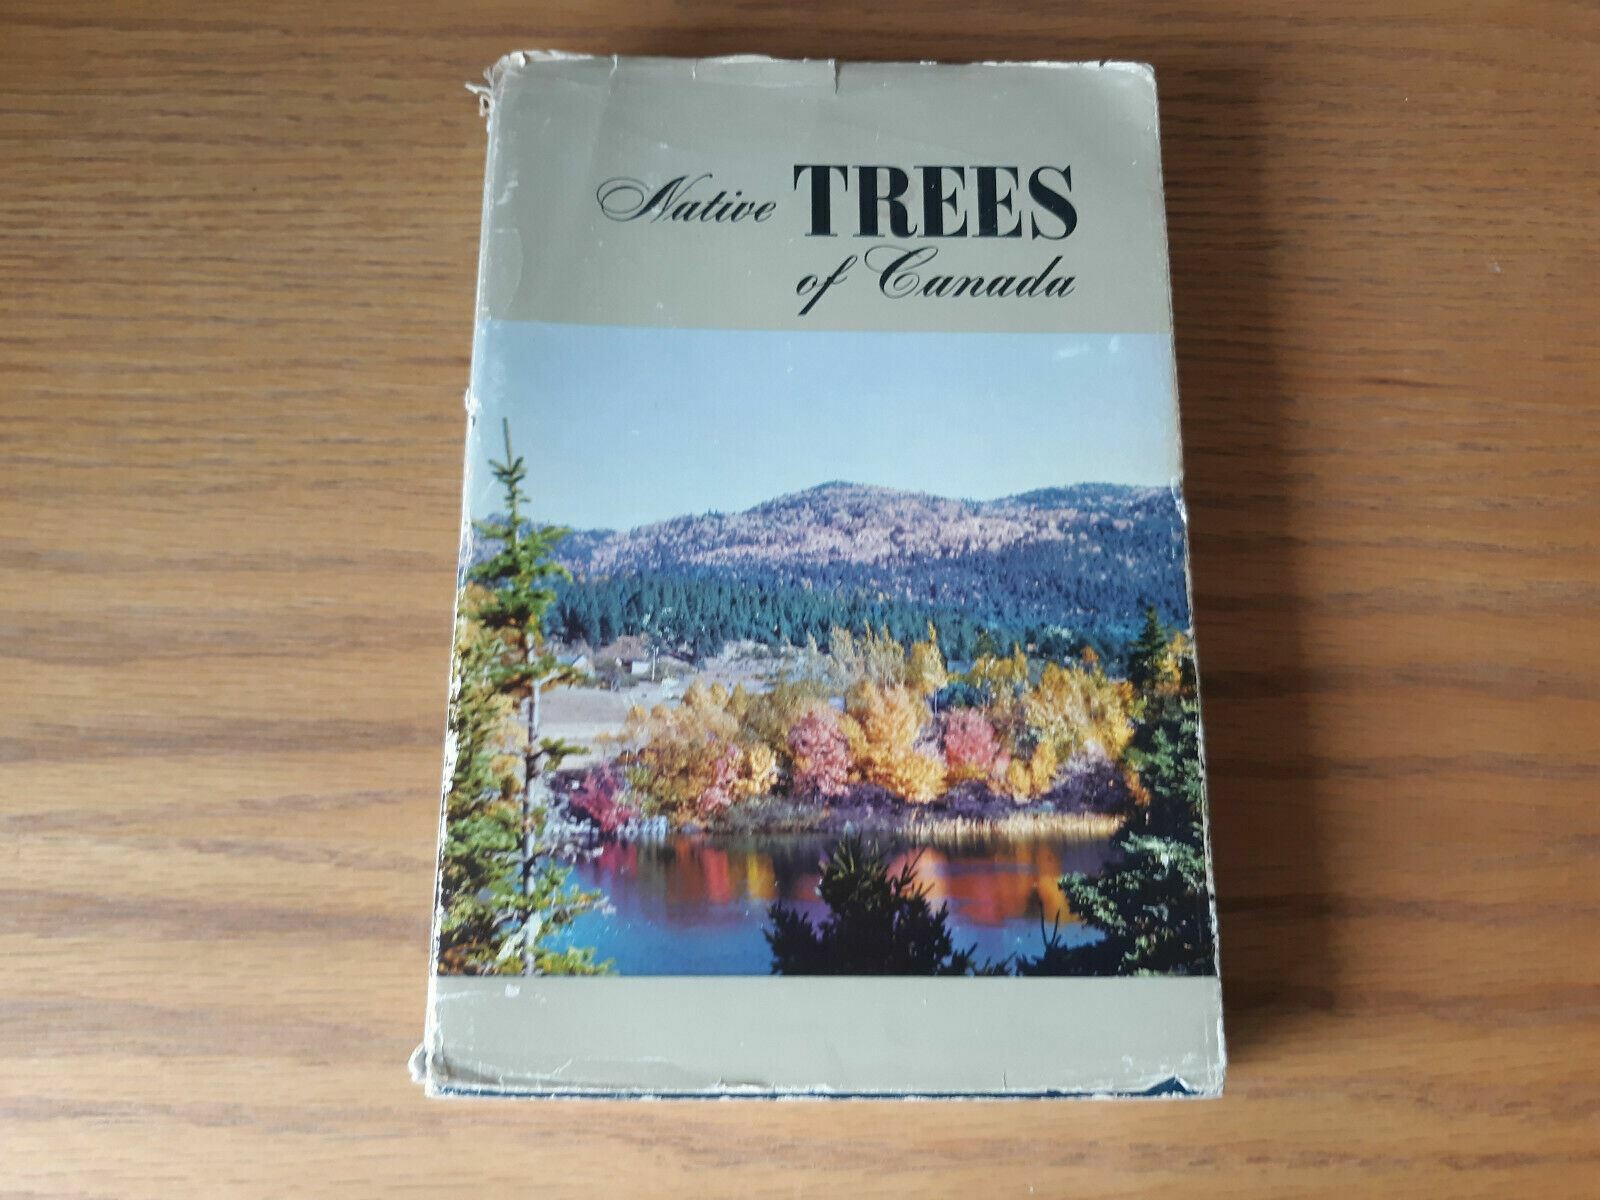 Native TREES
of Canada